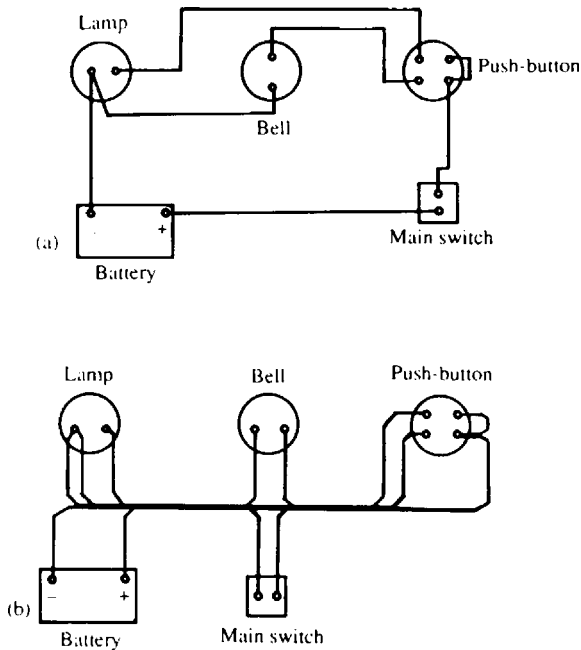 Lamp
Push-button
Bell
- +
Main switch
(a)
Battery
Lamp Bell Push-button
- +
(b)
Battery Main switch